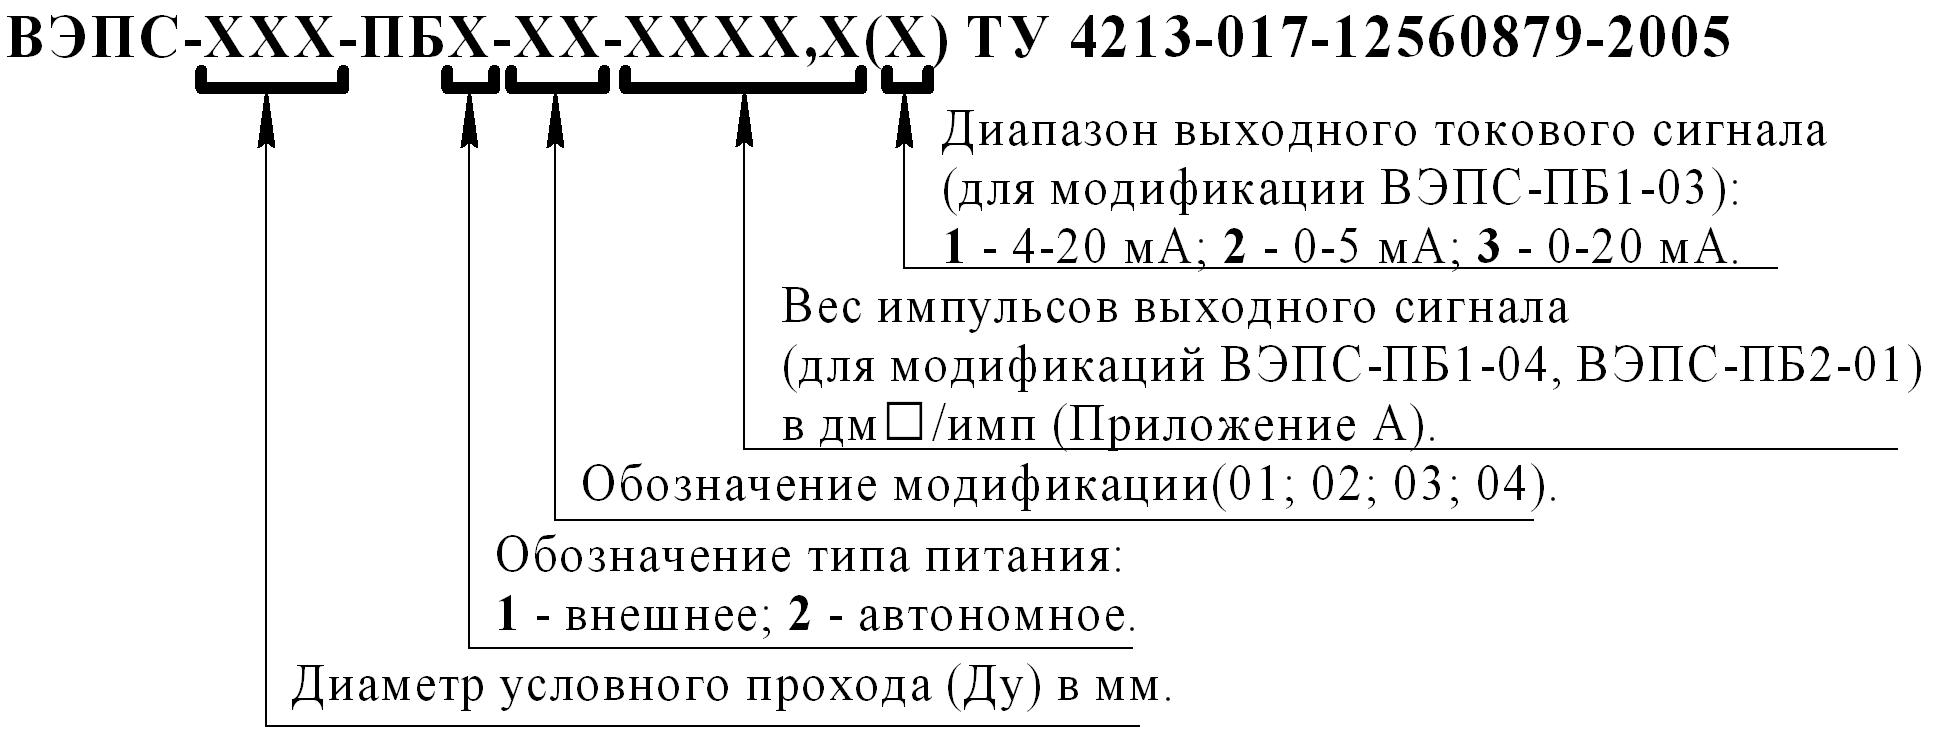 ВЭПС-ХХХ-ПБХ-ХХ-ХХХХ,Х(Х) ТУ 4213-017-12560879-2005
Диапазон выходного токового сигнала
(для модификации ВЭПС-ПБ1-03):
1 - 4-20 мА; 2 - 0-5 мА; 3 - 0-20 мА.
Вес импульсов выходного сигнала
(для модификаций ВЭПС-ПБ1-04, ВЭПС-ПБ2-01)
в дм□/имп (Приложение А).
Обозначение модификации(01; 02; 03; 04).
Обозначение типа питания:
1 - внешнее; 2 - автономное.
Диаметр условного прохода (Ду) в мм.